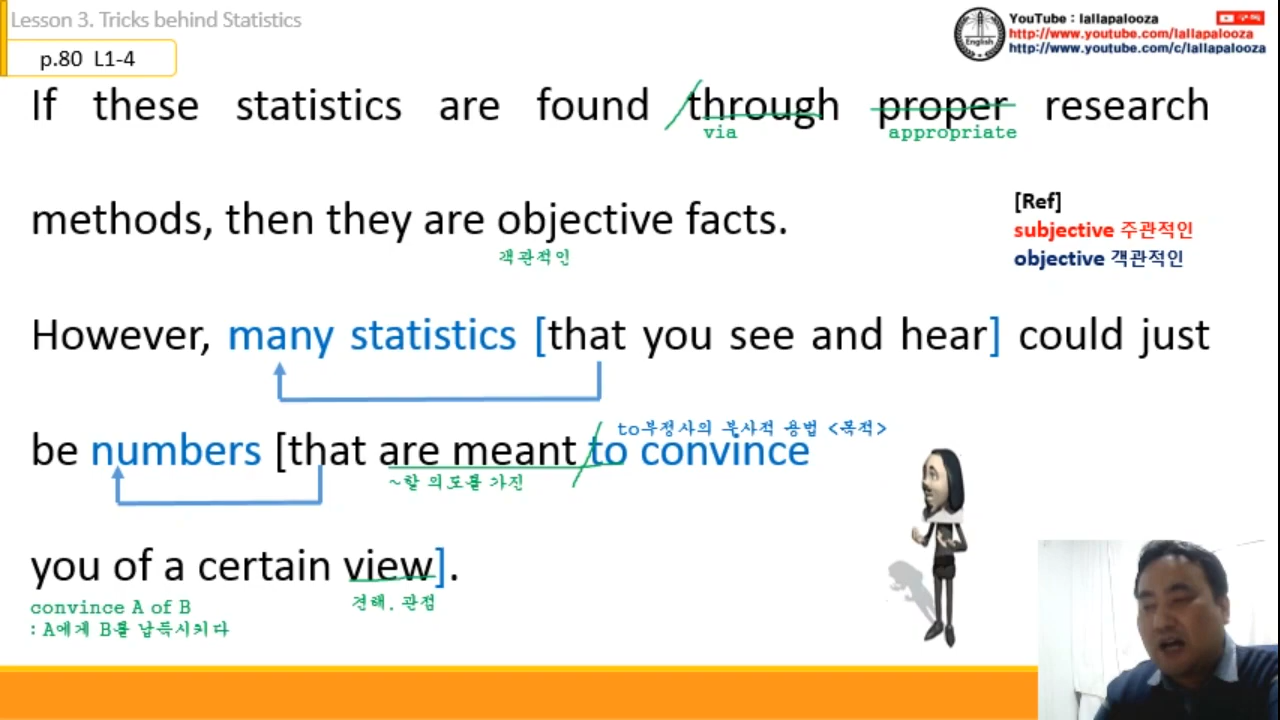 Lesson 3. Tricks behind Statistics
p.80 L1-4
YouTube : lallapalooza
구독
http://www.youtube.com/lallapalooza
http://www.youtube.com/c/lallapalooza
English
If these statistics are found through proper research
via appropriate
methods, then they are objective facts.
객관적인
[Ref]
subjective 주관적인
objective 객관적인
However, many statistics [that you see and hear] could just
to부정사의 부사적 용법 <목적>
be numbers [that are meant to convince
~할 의도를 가진
you of a certain view].
견해, 관점
convince A of B
: A에게 B를 납득시키다